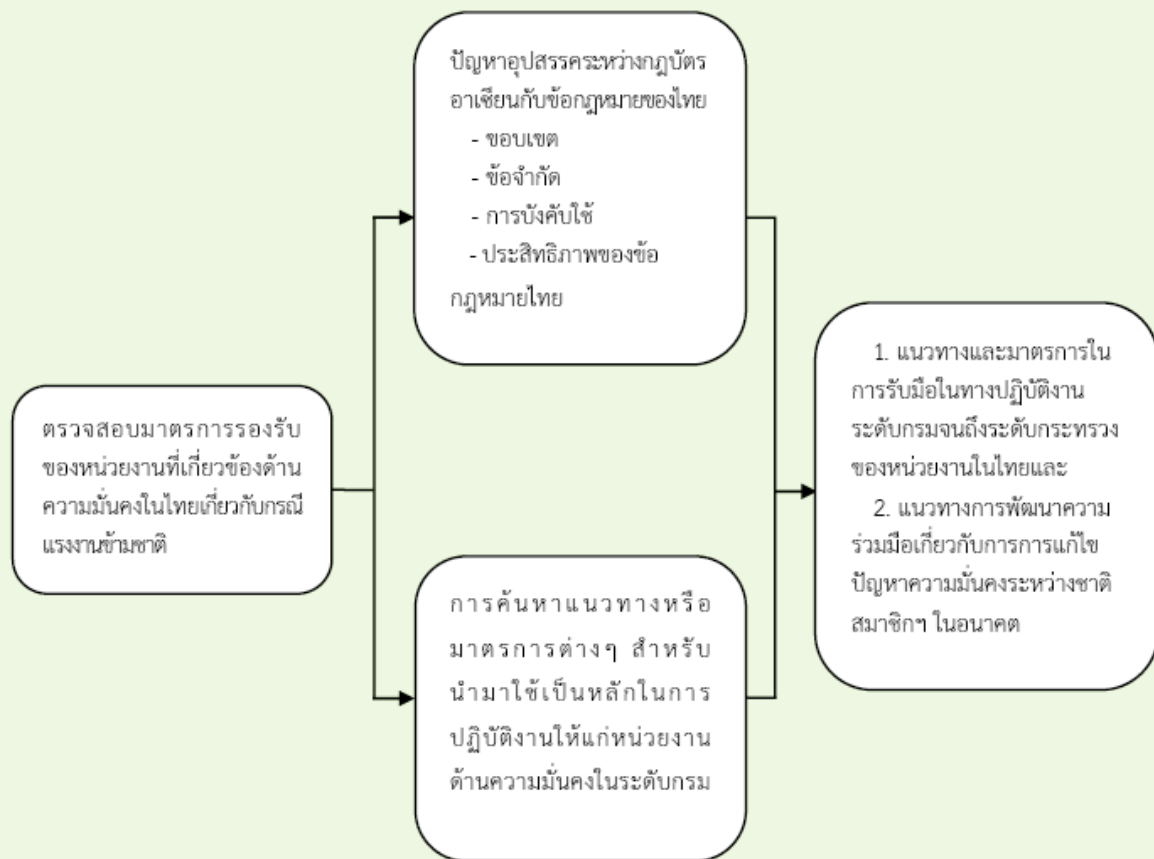 ปัญหาอุปสรรคระหว่างกฎบัตร
อาเซียนกับข้อกฎหมายของไทย
- ขอบเขต
- ข้อจำกัด
- การบังคับใช้
- ประสิทธิภาพของข้อ
กฎหมายไทย
ตรวจสอบมาตรการรองรับ
ของหน่วยงานที่เกี่ยวข้องด้าน
ความมั่นคงในไทยเกี่ยวกับกรณี
แรงงานข้ามชาติ
การค้นหาแนวทางหรือ
มาตรการต่างๆ สำหรับ
นำมาใช้เป็นหลักในการ
ปฏิบัติงานให้แก่หน่วยงาน
ด้านความมั่นคงในระดับกรม
1. แนวทางและมาตรการใน
การรับมือในทางปฏิบัติงาน
ระดับกรมจนถึงระดับกระทรวง
ของหน่วยงานในไทยและ
2. แนวทางการพัฒนาความ
ร่วมมือเกี่ยวกับการการแก้ไข
ปัญหาความมั่นคงระหว่างชาติ
สมาชิกฯ ในอนาคต